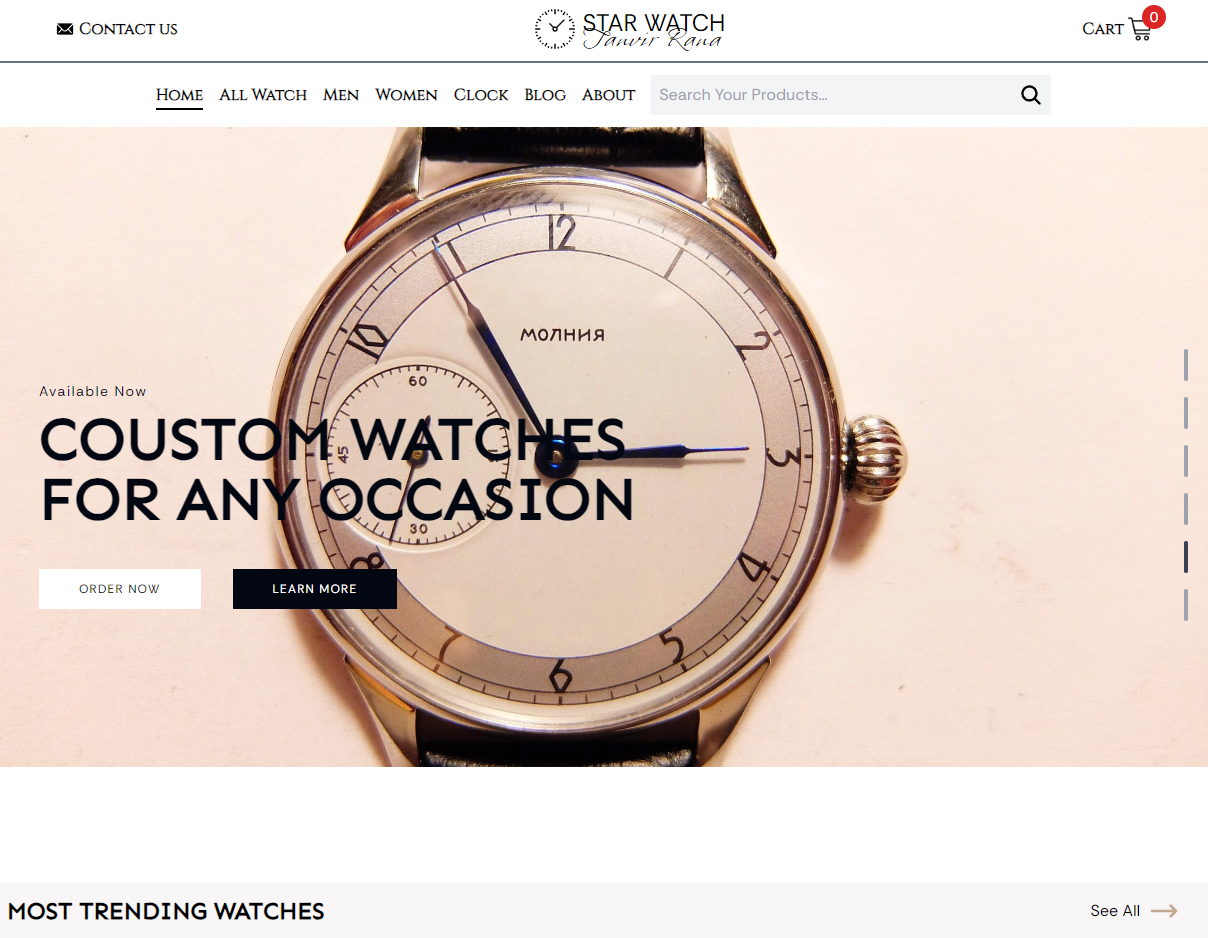 Contact us
STAR WATCH
Tanvir Rana
Cart
0
Home All Watch Men Women Clock Blog About
Search Your Products...
12
2
3
4
5
6
7
8
10
МОЛНИЯ
60
45
30
Available Now
COUSTOM WATCHES
FOR ANY OCCASION
ORDER NOW
LEARN MORE
MOST TRENDING WATCHES
See All